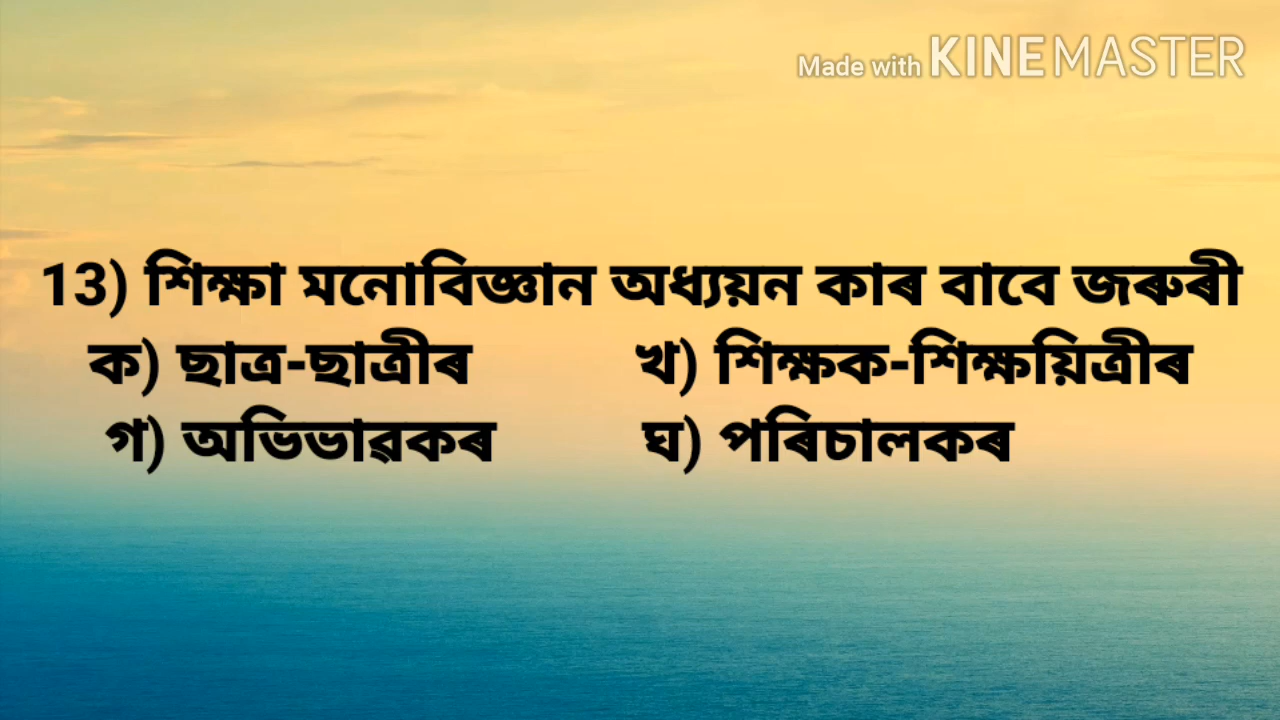 Made with KINEMASTER
13) শিক্ষা মনোবিজ্ঞান অধ্যয়ন কাৰ বাবে জৰুৰী
ক) ছাত্ৰ-ছাত্ৰীৰ খ) শিক্ষক-শিক্ষয়িত্ৰীৰ
গ) অভিভাৱকৰ ঘ) পৰিচালকৰ